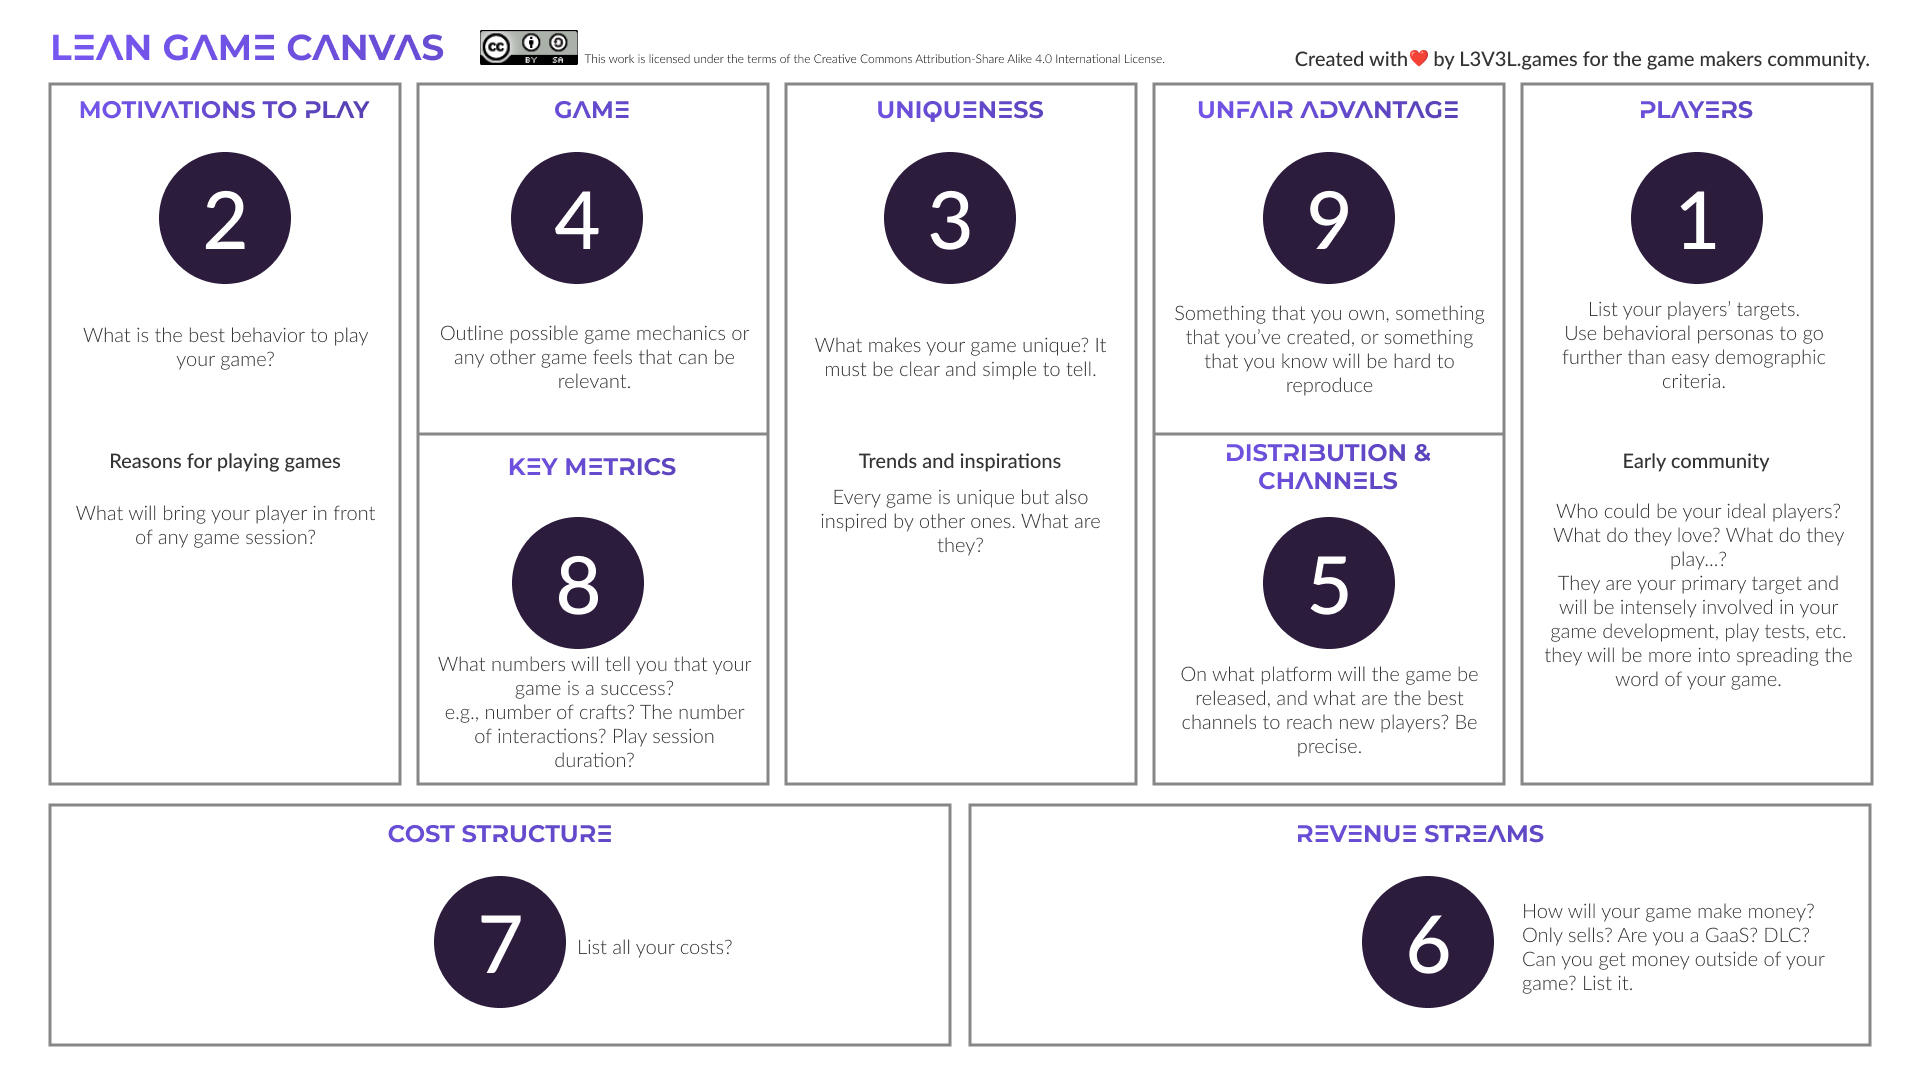 LEAN GAME CANVAS
CC BY SA
This work is licensed under the terms of the Creative Commons Attribution-Share Alike 4.0 International License.
Created with❤️ by L3V3L.games for the game makers community.
MOTIVATIONS TO PLAY
2
What is the best behavior to play
your game?
Reasons for playing games
What will bring your player in front
of any game session?
GAME
4
Outline possible game mechanics or
any other game feels that can be
relevant.
KEY METRICS
8
What numbers will tell you that your
game is a success?
e.g., number of crafts? The number
of interactions? Play session
duration?
UNIQUENESS
3
What makes your game unique? It
must be clear and simple to tell.
Trends and inspirations
Every game is unique but also
inspired by other ones. What are
they?
UNFAIR ADVANTAGE
9
Something that you own, something
that you’ve created, or something
that you know will be hard to
reproduce
DISTRIBUTION &
CHANNELS
5
On what platform will the game be
released, and what are the best
channels to reach new players? Be
precise.
PLAYERS
1
List your players’ targets.
Use behavioral personas to go
further than easy demographic
criteria.
Early community
Who could be your ideal players?
What do they love? What do they
play...?
They are your primary target and
will be intensely involved in your
game development, play tests, etc.
they will be more into spreading the
word of your game.
COST STRUCTURE
7
List all your costs?
REVENUE STREAMS
6
How will your game make money?
Only sells? Are you a GaaS? DLC?
Can you get money outside of your
game? List it.